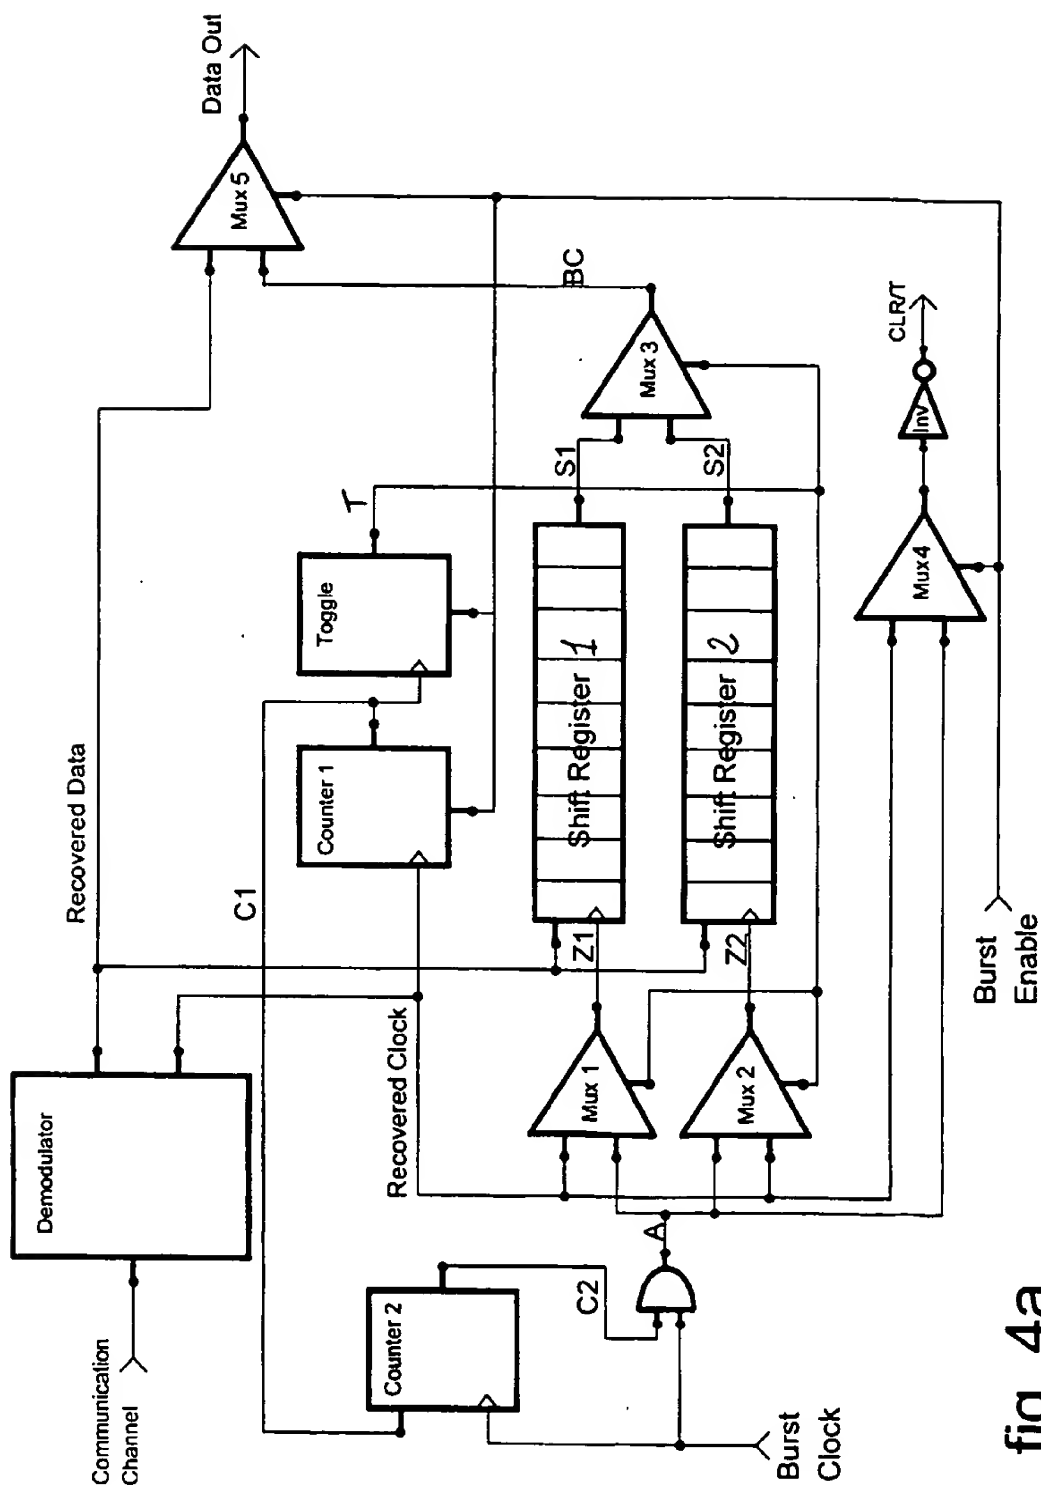 Communication
Channel
Demodulator
Recovered Data
Recovered Clock
Counter 2
C1
C2
A
Burst
Clock
Counter 1
Toggle
T
Mux 1
Mux 2
Z1
Z2
Shift Register 1
Shift Register 2
S1
S2
Mux 3
BC
Mux 5
Data Out
Mux4
Inv
CLR/T
Burst
Enable
fig. 4a